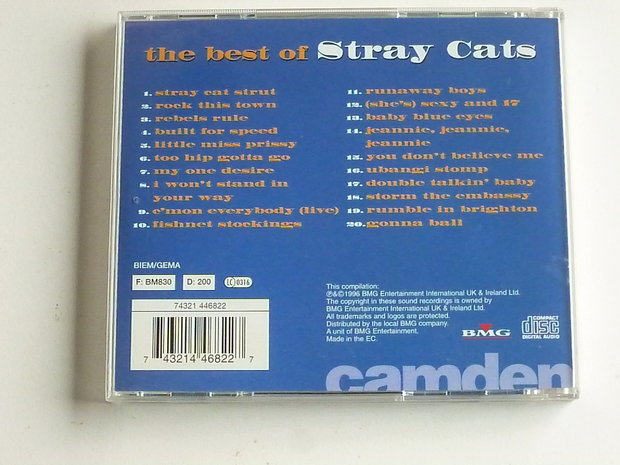 the best of Stray Cats
1. stray cat strut
2. rock this town
3. rebels rule
4. built for speed
5. little miss prissy
6. too hip gotta go
7. my one desire
8. i won't stand in
your way
9. c'mon everybody (live)
10. fishnet stockings
11. runaway boys
12. (she's) sexy and 17
13. baby blue eyes
14. jeannie, jeannie,
jeannie
15. you don't believe me
16. ubangi stomp
17. double talkin' baby
18. storm the embassy
19. rumble in brighton
20. gonna ball
BIEM/GEMA
F: BM830 D: 200 LC 0316
74321 446822
7 43214 46822 7
This compilation:
℗&©1996 BMG Entertainment International UK & Ireland Ltd.
The copyright in these sound recordings is owned by
BMG Entertainment International UK & Ireland Ltd.
All trademarks and logos are protected.
Distributed by the local BMG company.
A unit of BMG Entertainment.
Made in the EC.
BMG
COMPACT
disc
DIGITAL AUDIO
camden